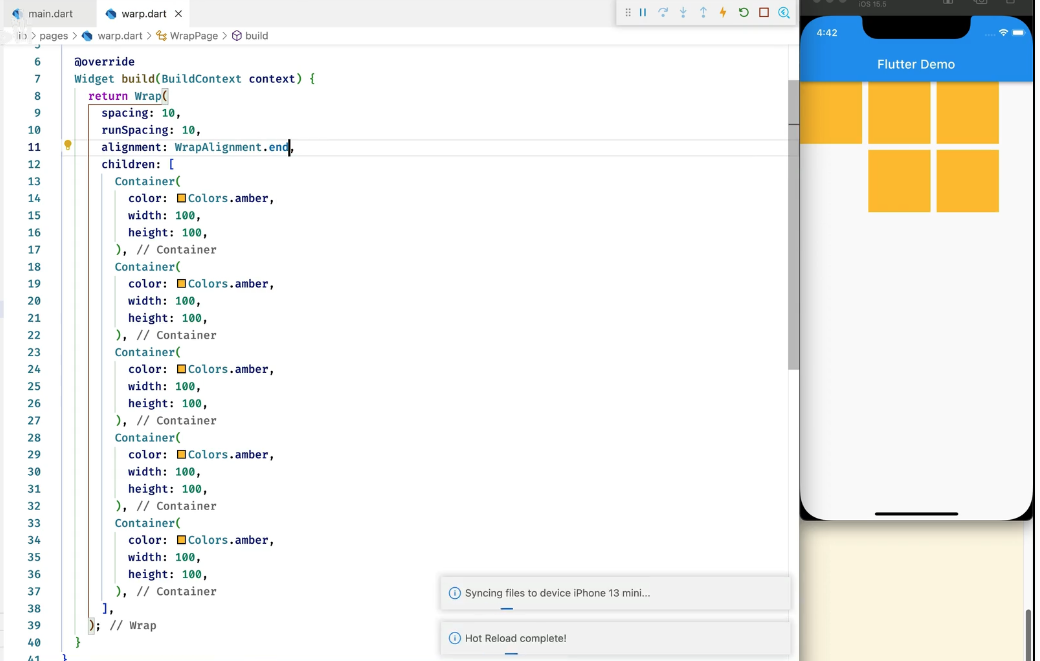 main.dart
warp.dart
iOS 15.5
lib > pages > warp.dart > WrapPage > build
4:42
Flutter Demo
6 @override
7 Widget build(BuildContext context) {
8 return Wrap(
9 spacing: 10,
10 runSpacing: 10,
11 alignment: WrapAlignment.end,
12 children: [
13 Container(
14 color: Colors.amber,
15 width: 100,
16 height: 100,
17 ), // Container
18 Container(
19 color: Colors.amber,
20 width: 100,
21 height: 100,
22 ), // Container
23 Container(
24 color: Colors.amber,
25 width: 100,
26 height: 100,
27 ), // Container
28 Container(
29 color: Colors.amber,
30 width: 100,
31 height: 100,
32 ), // Container
33 Container(
34 color: Colors.amber,
35 width: 100,
36 height: 100,
37 ), // Container
38 ],
39 ); // Wrap
40 }
41 }
Syncing files to device iPhone 13 mini...
Hot Reload complete!